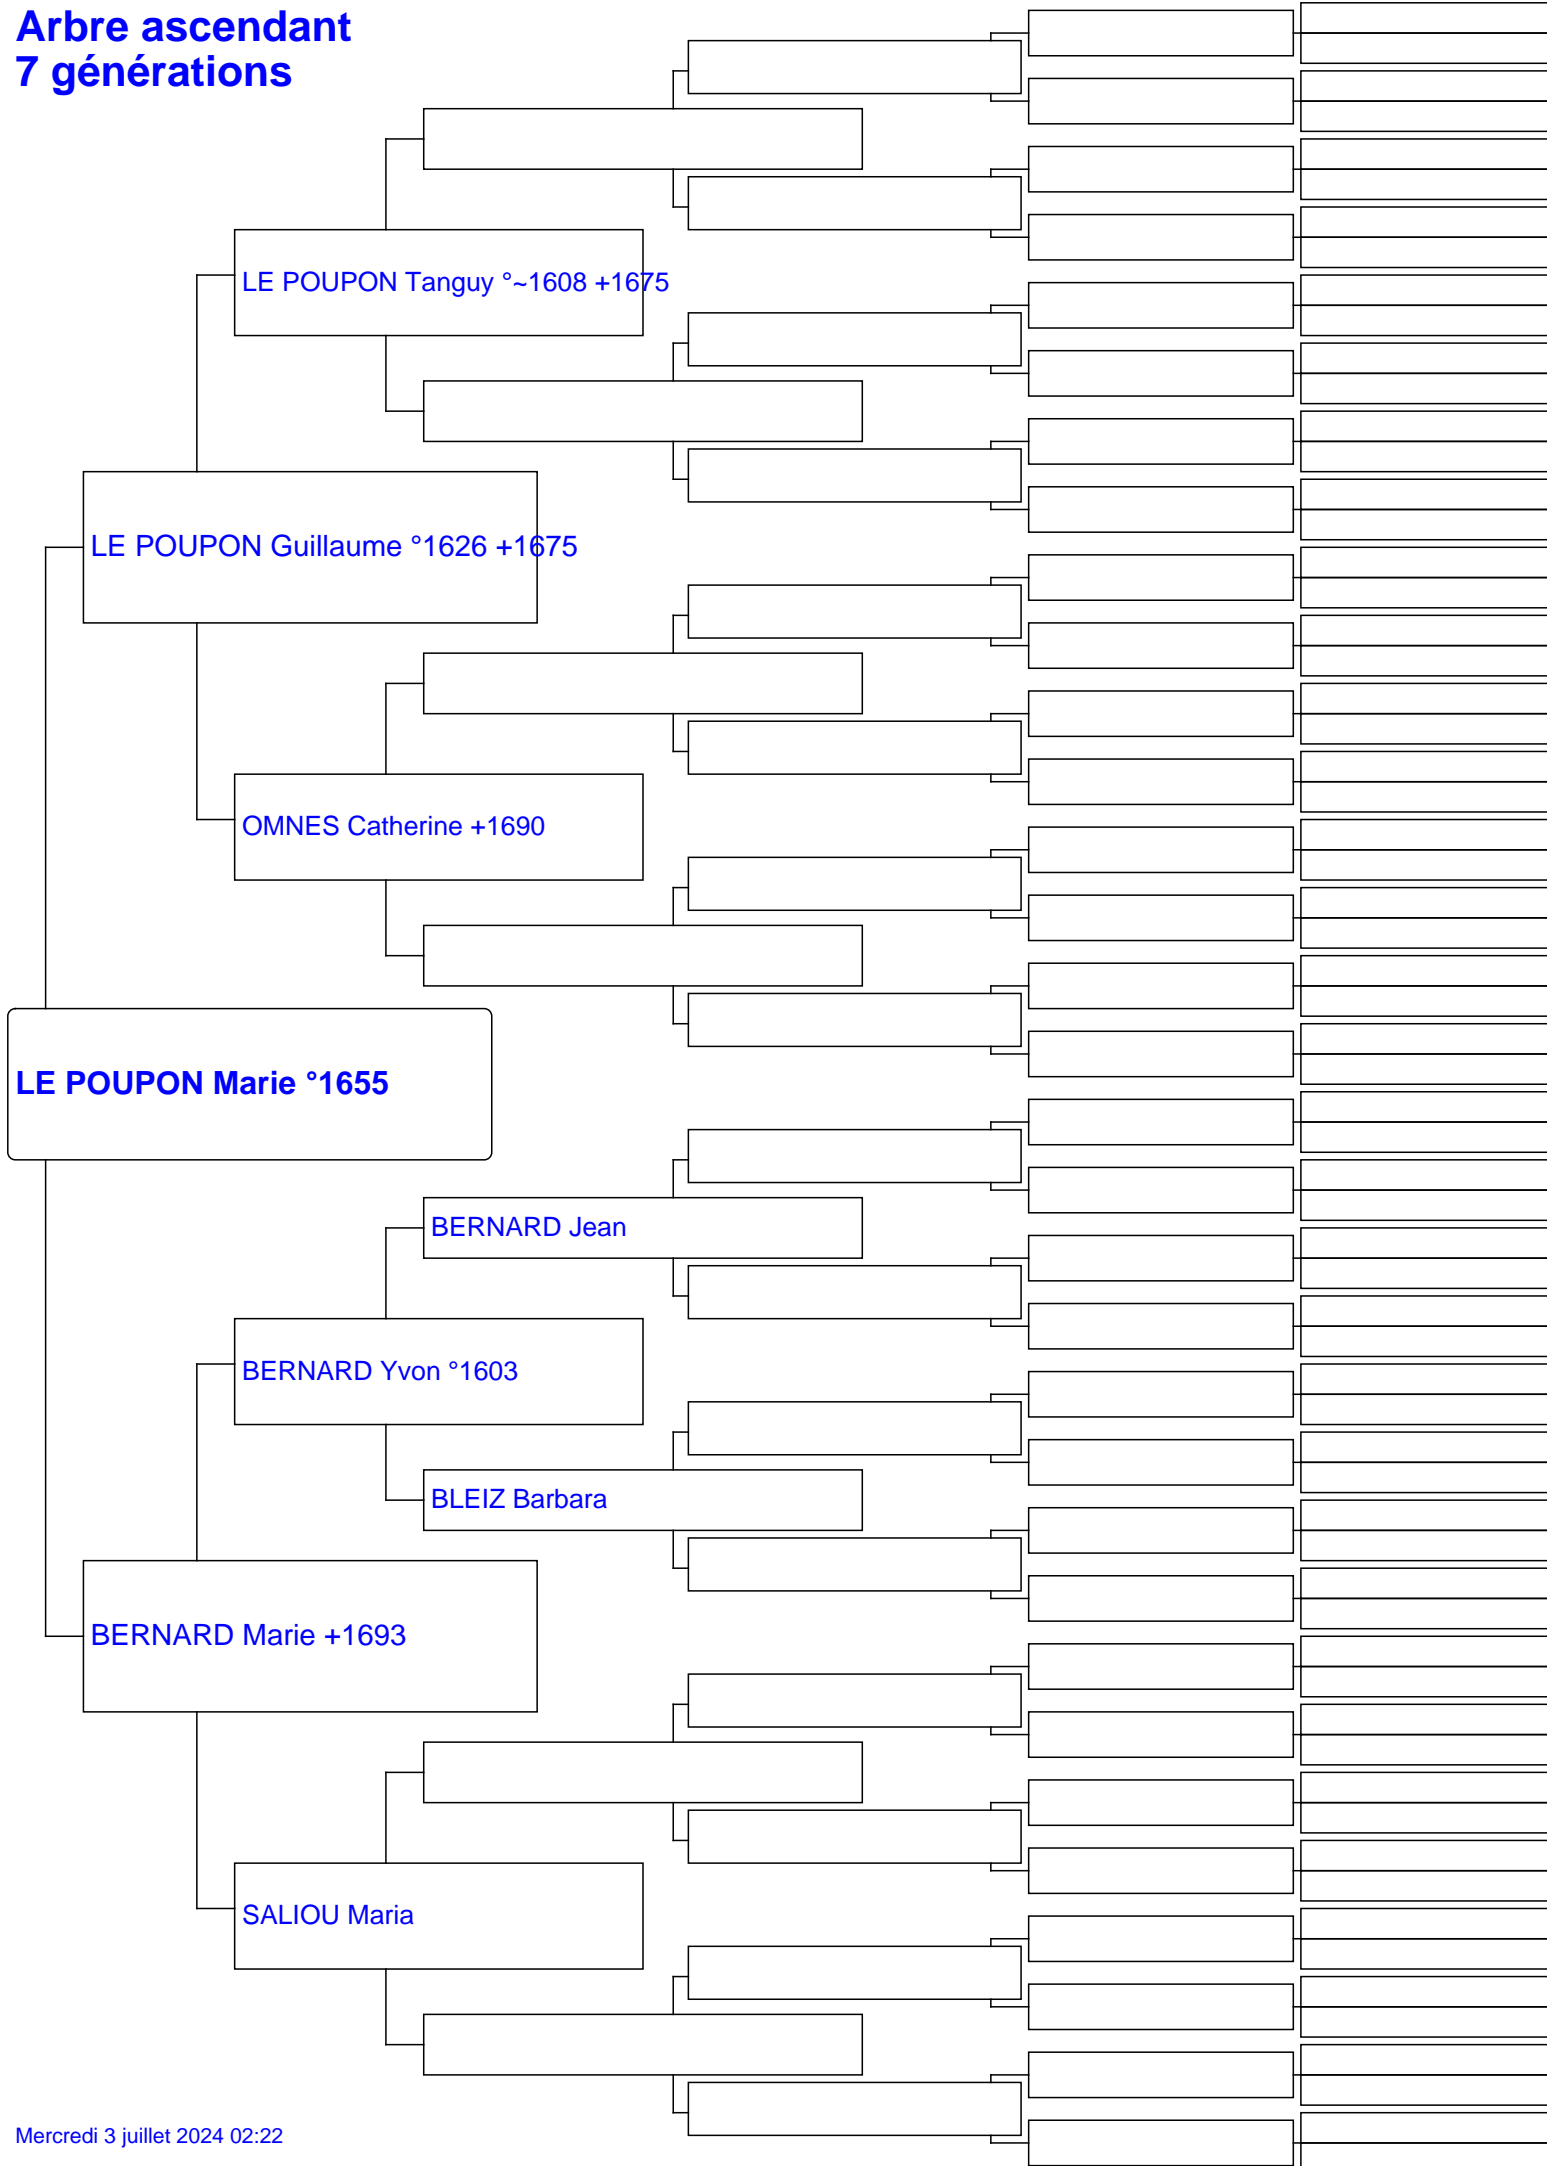 Arbre ascendant
7 générations
LE POUPON Tanguy °~1608 +1675
LE POUPON Guillaume °1626 +1675
OMNES Catherine +1690
LE POUPON Marie °1655
BERNARD Jean
BERNARD Yvon °1603
BLEIZ Barbara
BERNARD Marie +1693
SALIOU Maria
Mercredi 3 juillet 2024 02:22